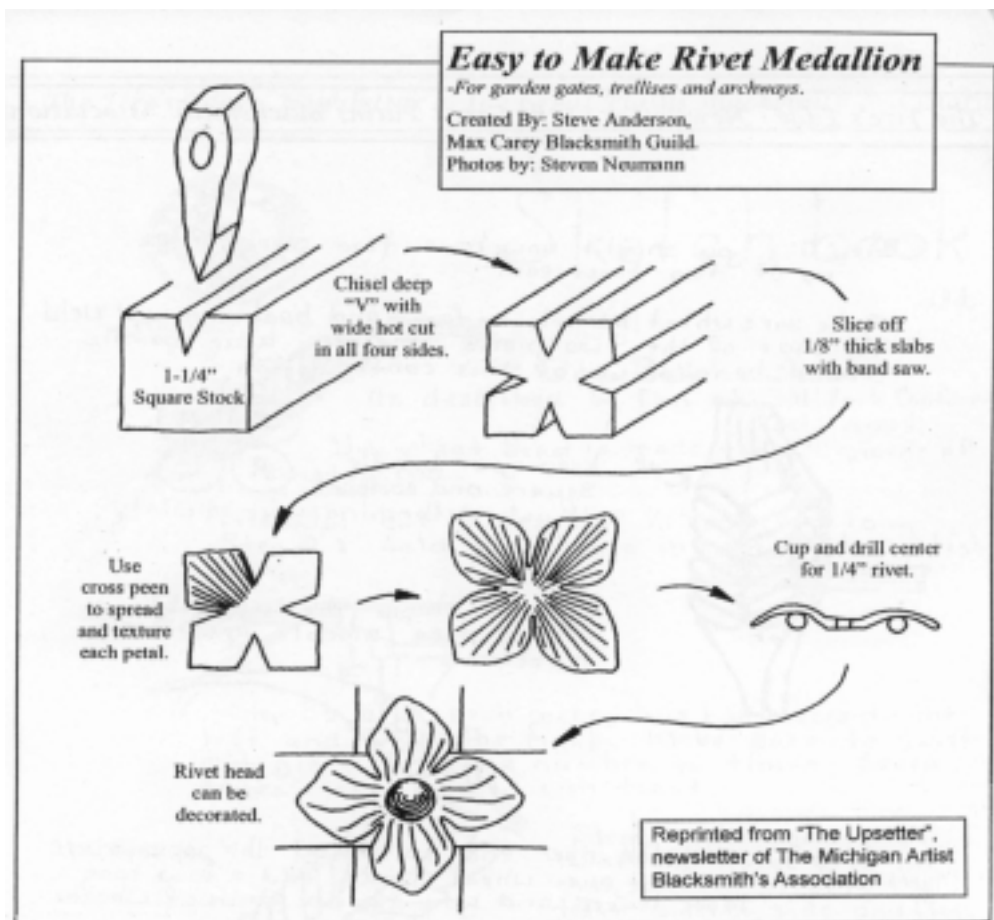 Easy to Make Rivet Medallion
-For garden gates, trellises and archways.
Created By: Steve Anderson,
Max Carey Blacksmith Guild.
Photos by: Steven Neumann
Chisel deep
“V” with
wide hot cut
in all four sides.
1-1/4”
Square Stock
Slice off
1/8” thick slabs
with band saw.
Use
cross peen
to spread
and texture
each petal.
Cup and drill center
for 1/4” rivet.
Rivet head
can be
decorated.
Reprinted from “The Upsetter”,
newsletter of The Michigan Artist
Blacksmith's Association